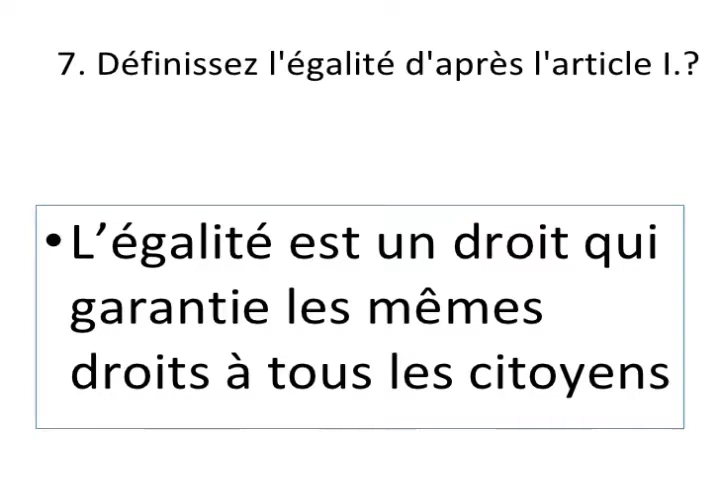 7. Définissez l'égalité d'après l'article I.?
•L’égalité est un droit qui
garantie les mêmes
droits à tous les citoyens